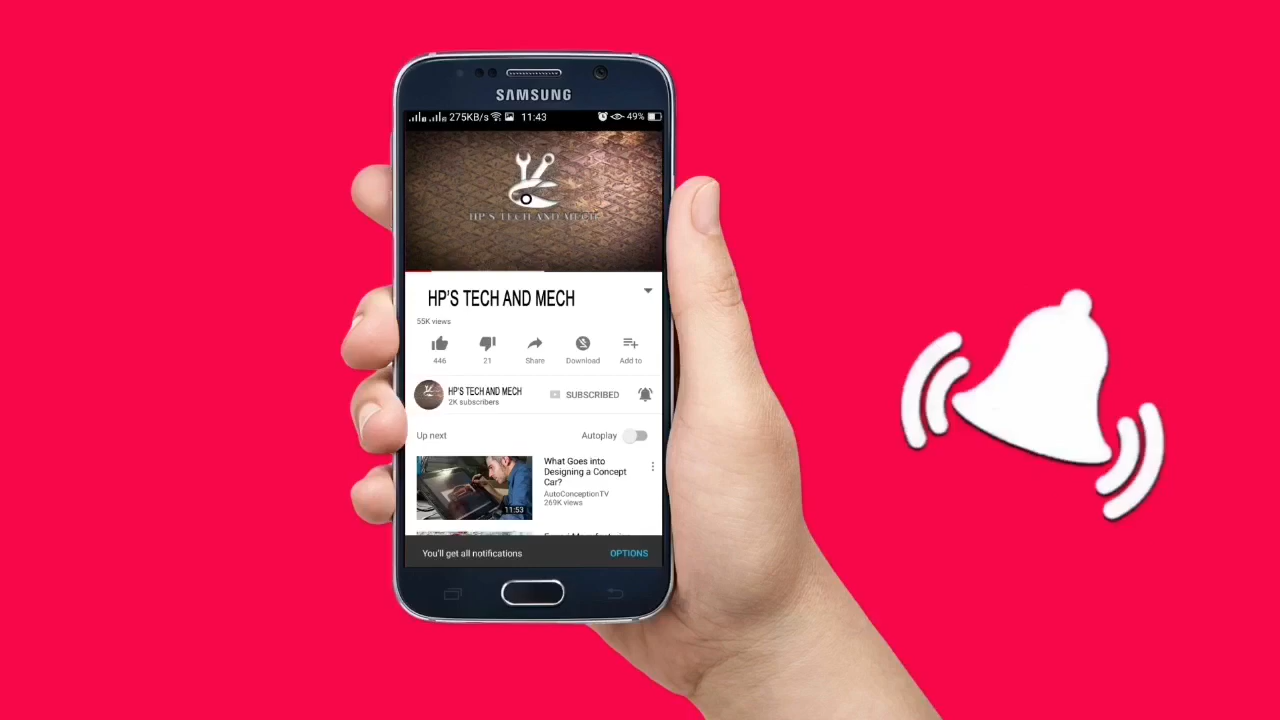 SAMSUNG
275KB/s 11:43 49%
HP'S TECH AND MECH
HP'S TECH AND MECH
55K views
446 21 Share Download Add to
HP'S TECH AND MECH
2K subscribers
SUBSCRIBED
Up next Autoplay
What Goes into
Designing a Concept
Car?
AutoConceptionTV
269K views
11:53
You'll get all notifications OPTIONS